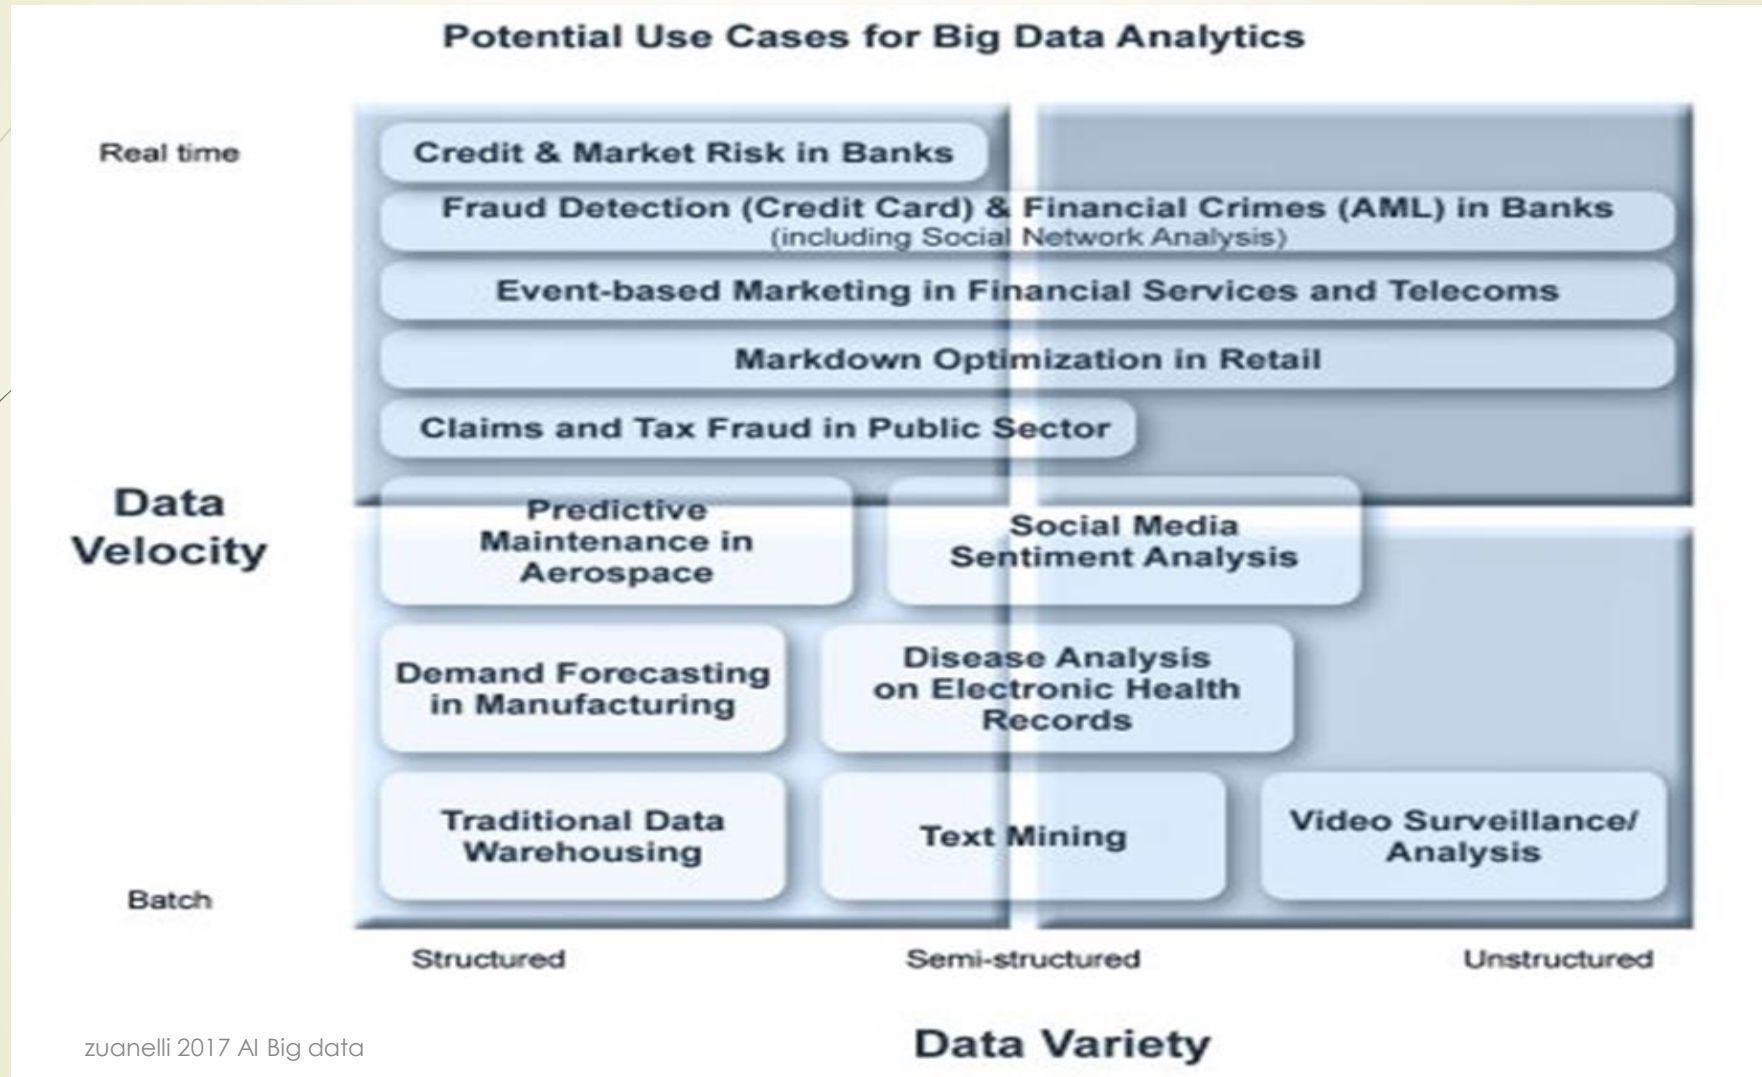 Potential Use Cases for Big Data Analytics
Real time
Credit & Market Risk in Banks
Fraud Detection (Credit Card) & Financial Crimes (AML) in Banks
(including Social Network Analysis)
Event-based Marketing in Financial Services and Telecoms
Markdown Optimization in Retail
Claims and Tax Fraud in Public Sector
Data
Velocity
Predictive
Maintenance in
Aerospace
Social Media
Sentiment Analysis
Demand Forecasting
in Manufacturing
Disease Analysis
on Electronic Health
Records
Traditional Data
Warehousing
Text Mining
Video Surveillance/
Analysis
Batch
Structured
Semi-structured
Unstructured
Data Variety
zuanelli 2017 AI Big data